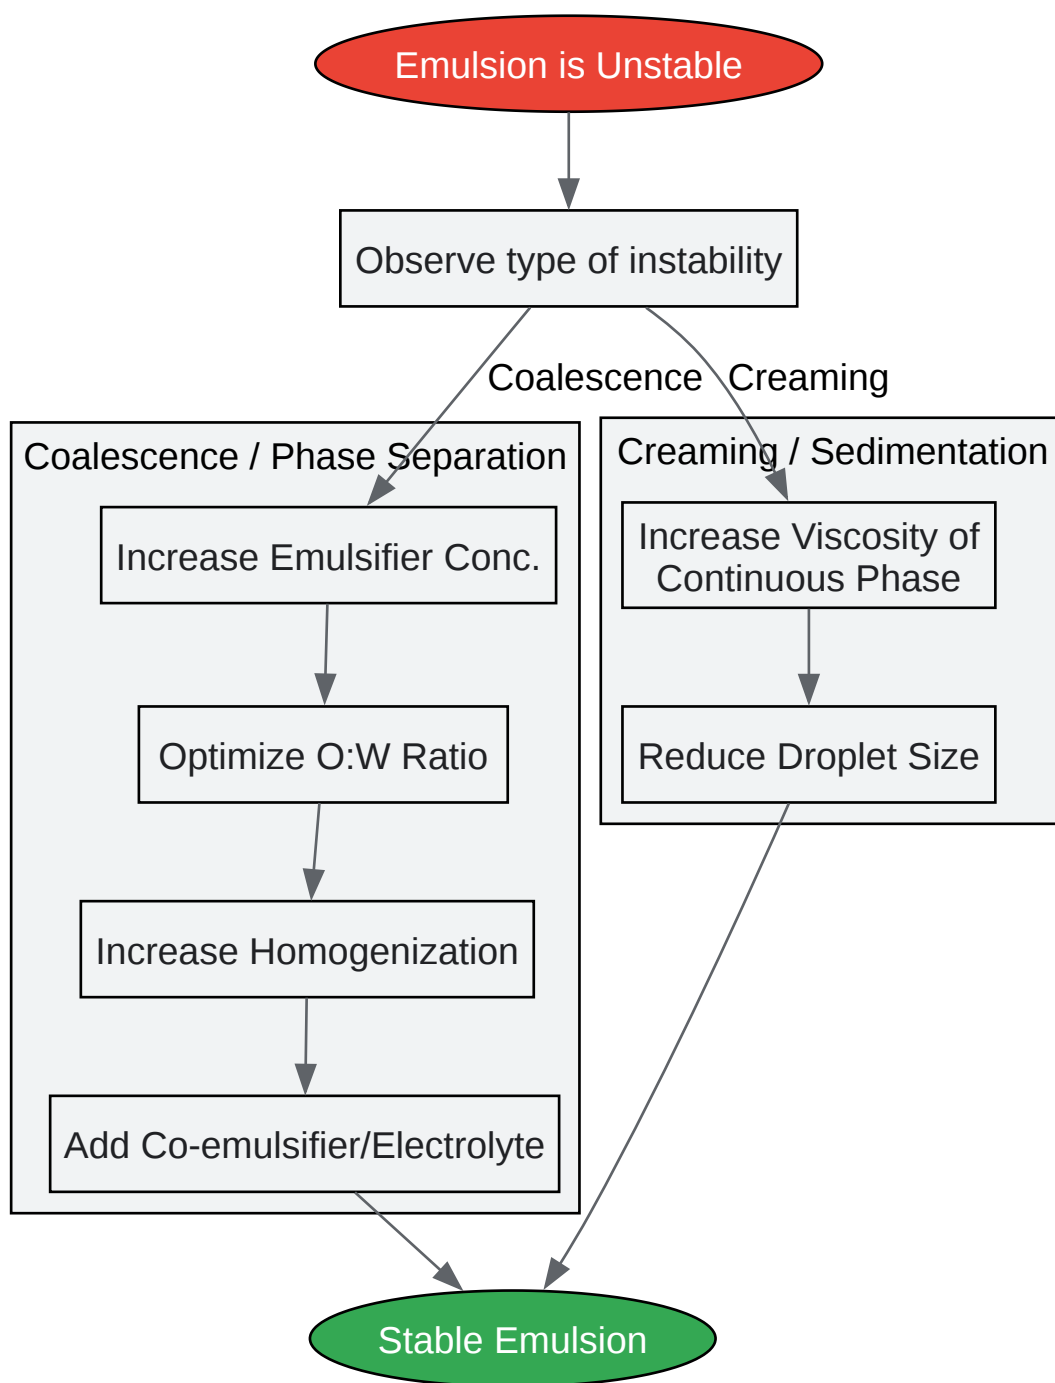 Emulsion is Unstable
Observe type of instability
Coalescence
Creaming
Coalescence / Phase Separation
Increase Emulsifier Conc.
Optimize O:W Ratio
Increase Homogenization
Add Co-emulsifier/Electrolyte
Creaming / Sedimentation
Increase Viscosity of
Continuous Phase
Reduce Droplet Size
Stable Emulsion